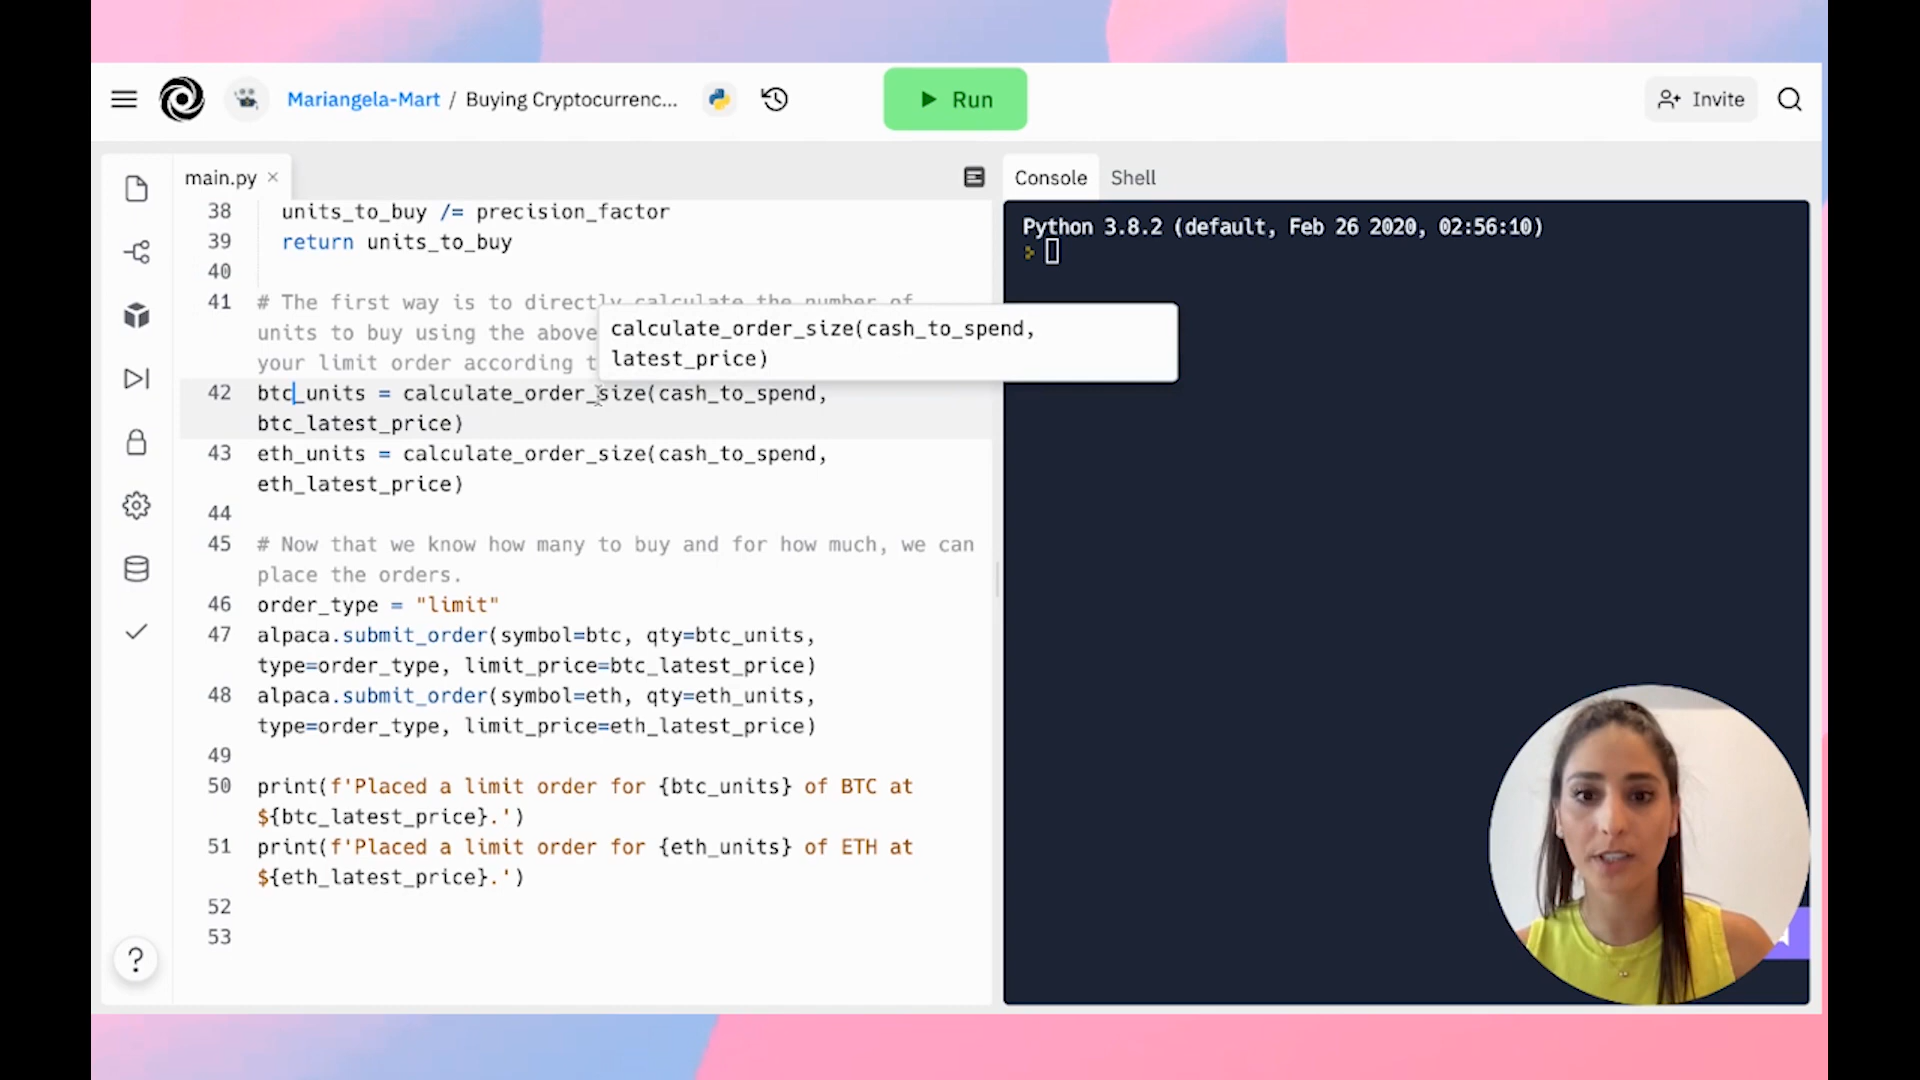 Mariangela-Mart / Buying Cryptocurrenc...
Run
Invite
main.py
Console
Shell
38 units_to_buy /= precision_factor
39 return units_to_buy
40
41 # The first way is to directly calculate the number of
units to buy using the above
your limit order according t
calculate_order_size(cash_to_spend,
latest_price)
42 btc_units = calculate_order_size(cash_to_spend,
btc_latest_price)
43 eth_units = calculate_order_size(cash_to_spend,
eth_latest_price)
44
45 # Now that we know how many to buy and for how much, we can
place the orders.
46 order_type = "limit"
47 alpaca.submit_order(symbol=btc, qty=btc_units,
type=order_type, limit_price=btc_latest_price)
48 alpaca.submit_order(symbol=eth, qty=eth_units,
type=order_type, limit_price=eth_latest_price)
49
50 print(f'Placed a limit order for {btc_units} of BTC at
${btc_latest_price}.')
51 print(f'Placed a limit order for {eth_units} of ETH at
${eth_latest_price}.')
52
53
?
Python 3.8.2 (default, Feb 26 2020, 02:56:10)